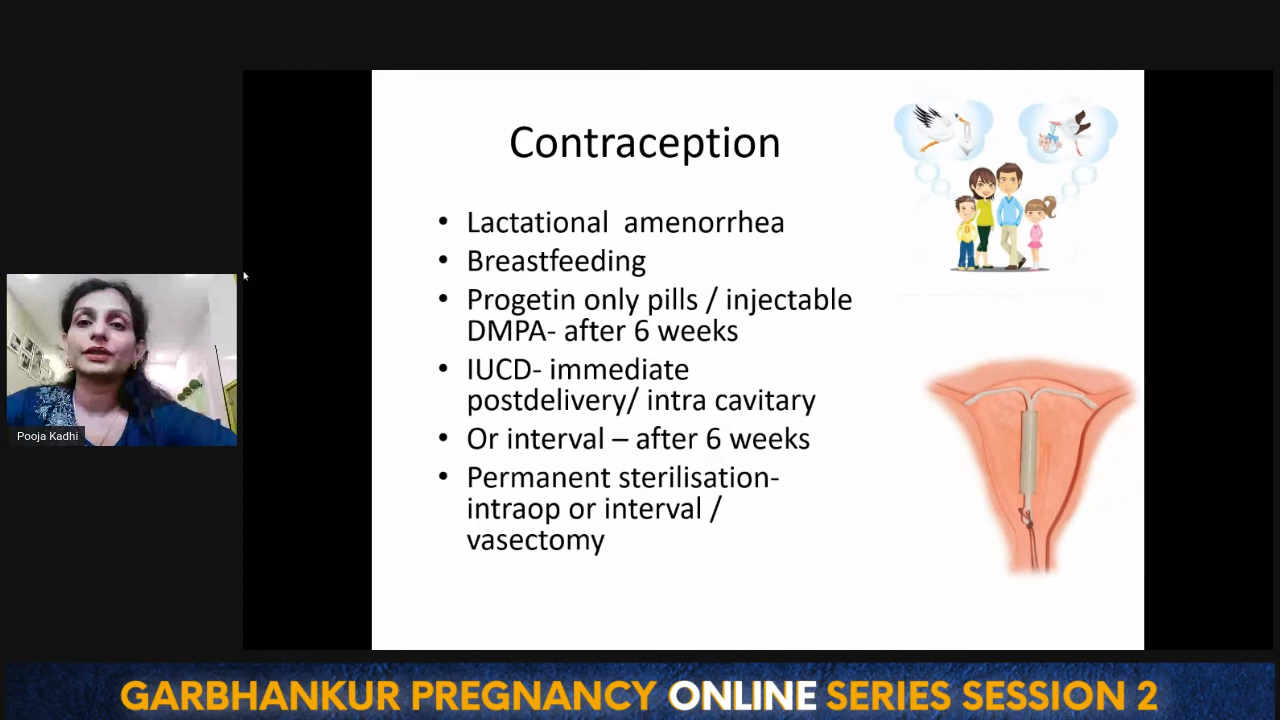 Contraception
• Lactational amenorrhea
• Breastfeeding
• Progetin only pills / injectable
DMPA- after 6 weeks
• IUCD- immediate
postdelivery/ intra cavitary
• Or interval – after 6 weeks
• Permanent sterilisation-
intraop or interval /
vasectomy
Pooja Kadhi
GARBHANKUR PREGNANCY ONLINE SERIES SESSION 2